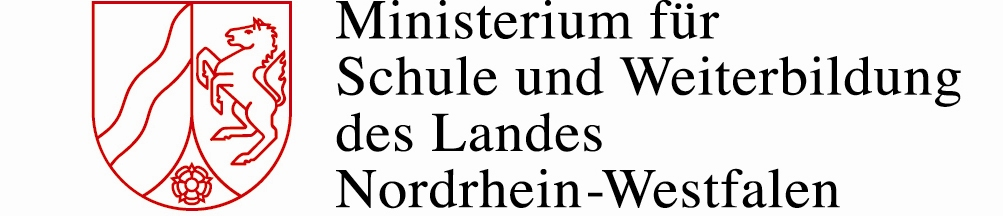 Ministerium für
Schule und Weiterbildung
des Landes
Nordrhein-Westfalen